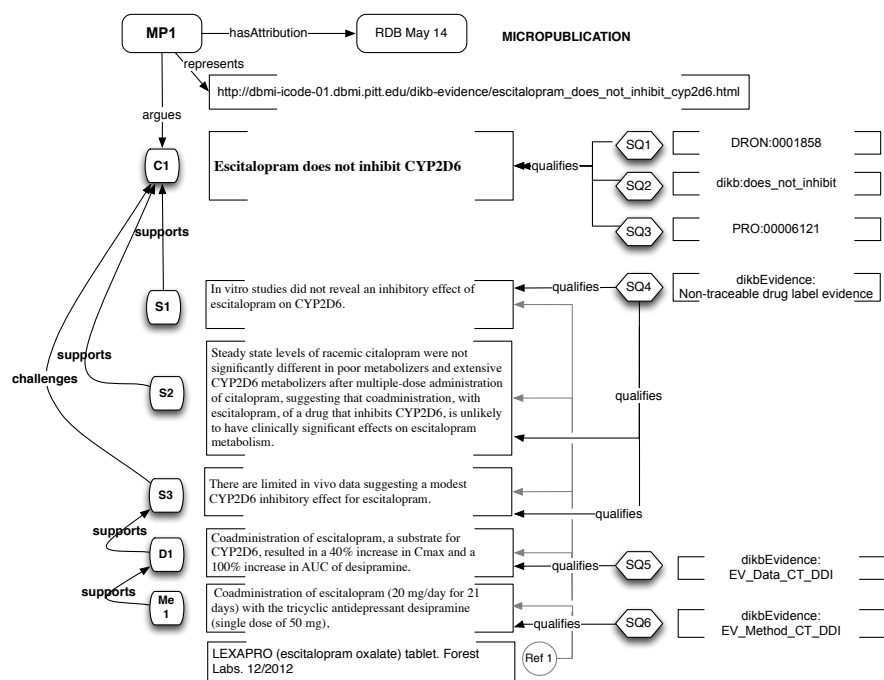 MP1
hasAttribution
RDB May 14
MICROPUBLICATION
represents
http://dbmi-icode-01.dbmi.pitt.edu/dikb-evidence/escitalopram_does_not_inhibit_cyp2d6.html
argues
C1
Escitalopram does not inhibit CYP2D6
qualifies
SQ1
DRON:0001858
SQ2
dikb:does_not_inhibit
SQ3
PRO:00006121
supports
S1
In vitro studies did not reveal an inhibitory effect of
escitalopram on CYP2D6.
qualifies
SQ4
dikbEvidence:
Non-traceable drug label evidence
supports
challenges
S2
Steady state levels of racemic citalopram were not
significantly different in poor metabolizers and extensive
CYP2D6 metabolizers after multiple-dose administration
of citalopram, suggesting that coadministration, with
escitalopram, of a drug that inhibits CYP2D6, is unlikely
to have clinically significant effects on escitalopram
metabolism.
qualifies
S3
There are limited in vivo data suggesting a modest
CYP2D6 inhibitory effect for escitalopram.
qualifies
supports
D1
Coadministration of escitalopram, a substrate for
CYP2D6, resulted in a 40% increase in Cmax and a
100% increase in AUC of desipramine.
qualifies
SQ5
dikbEvidence:
EV_Data_CT_DDI
supports
Me
1
Coadministration of escitalopram (20 mg/day for 21
days) with the tricyclic antidepressant desipramine
(single dose of 50 mg),
qualifies
SQ6
dikbEvidence:
EV_Method_CT_DDI
LEXAPRO (escitalopram oxalate) tablet. Forest
Labs. 12/2012
Ref 1